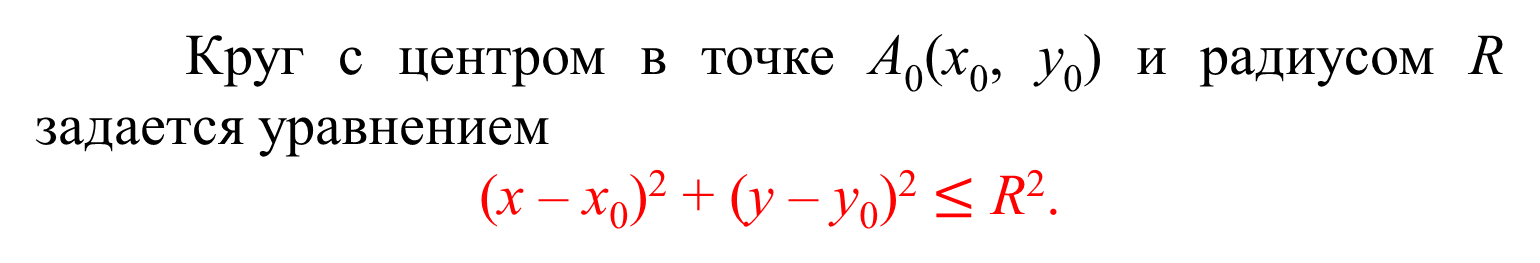 Круг с центром в точке A₀(x₀, y₀) и радиусом R
задается уравнением
(x – x₀)² + (y – y₀)² ≤ R².